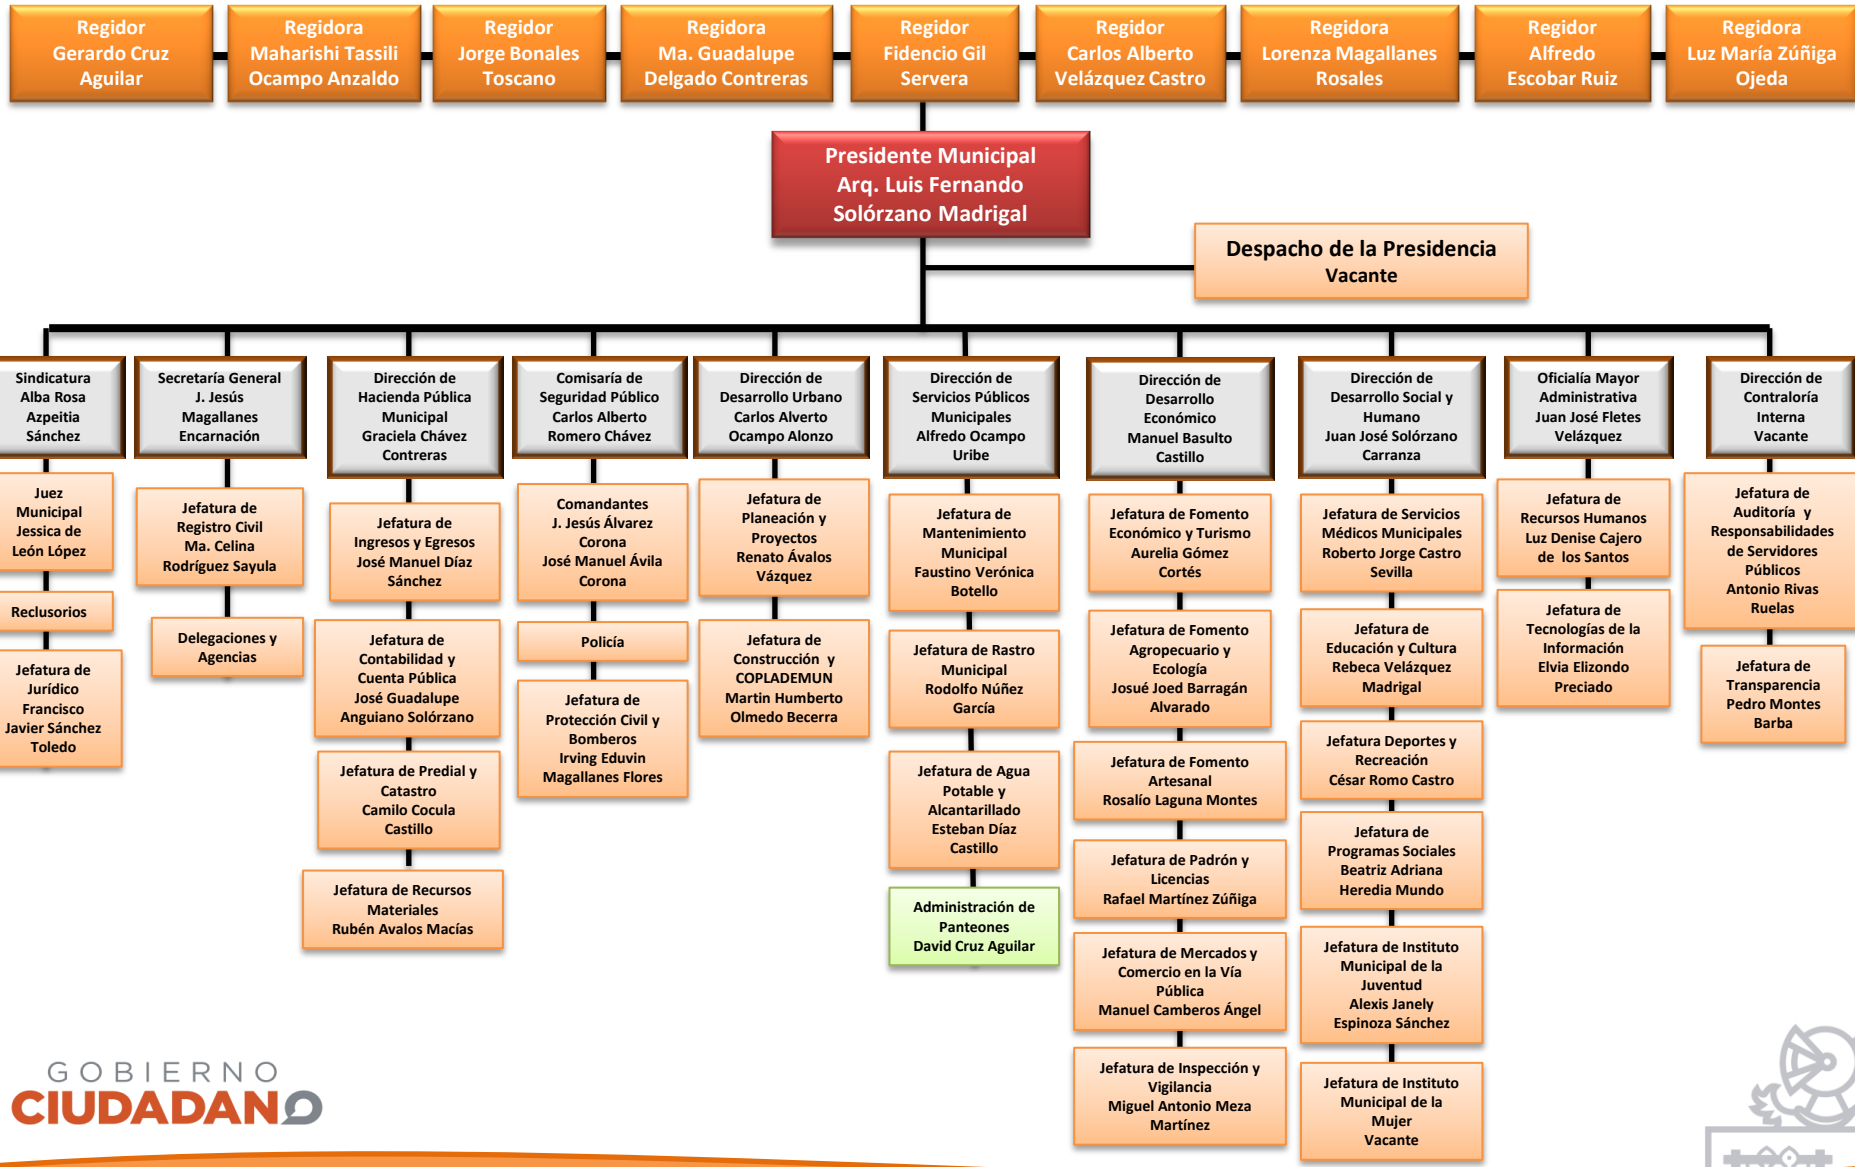 Regidor
Gerardo Cruz
Aguilar
Regidora
Maharishi Tassili
Ocampo Anzaldo
Regidor
Jorge Bonales
Toscano
Regidora
Ma. Guadalupe
Delgado Contreras
Regidor
Fidencio Gil
Servera
Regidor
Carlos Alberto
Velázquez Castro
Regidora
Lorenza Magallanes
Rosales
Regidor
Alfredo
Escobar Ruiz
Regidora
Luz María Zúñiga
Ojeda
Presidente Municipal
Arq. Luis Fernando
Solórzano Madrigal
Despacho de la Presidencia
Vacante
Sindicatura
Alba Rosa
Azpeitia
Sánchez
Juez
Municipal
Jessica de
León López
Reclusorios
Jefatura de
Jurídico
Francisco
Javier Sánchez
Toledo
Secretaría General
J. Jesús
Magallanes
Encarnación
Jefatura de
Registro Civil
Ma. Celina
Rodríguez Sayula
Delegaciones y
Agencias
Dirección de
Hacienda Pública
Municipal
Graciela Chávez
Contreras
Jefatura de
Ingresos y Egresos
José Manuel Díaz
Sánchez
Jefatura de
Contabilidad y
Cuenta Pública
José Guadalupe
Anguiano Solórzano
Jefatura de Predial y
Catastro
Camilo Cocula
Castillo
Jefatura de Recursos
Materiales
Rubén Avalos Macías
Comisaría de
Seguridad Público
Carlos Alberto
Romero Chávez
Comandantes
J. Jesús Álvarez
Corona
José Manuel Ávila
Corona
Policía
Jefatura de
Protección Civil y
Bomberos
Irving Eduvin
Magallanes Flores
Dirección de
Desarrollo Urbano
Carlos Alverto
Ocampo Alonzo
Jefatura de
Planeación y
Proyectos
Renato Ávalos
Vázquez
Jefatura de
Construcción y
COPLADEMUN
Martin Humberto
Olmedo Becerra
Dirección de
Servicios Públicos
Municipales
Alfredo Ocampo
Uribe
Jefatura de
Mantenimiento
Municipal
Faustino Verónica
Botello
Jefatura de Rastro
Municipal
Rodolfo Núñez
García
Jefatura de Agua
Potable y
Alcantarillado
Esteban Díaz
Castillo
Administración de
Panteones
David Cruz Aguilar
Dirección de
Desarrollo
Económico
Manuel Basulto
Castillo
Jefatura de Fomento
Económico y Turismo
Aurelia Gómez
Cortés
Jefatura de Fomento
Agropecuario y
Ecología
Josué Joed Barragán
Alvarado
Jefatura de Fomento
Artesanal
Rosalío Laguna Montes
Jefatura de Padrón y
Licencias
Rafael Martínez Zúñiga
Jefatura de Mercados y
Comercio en la Vía
Pública
Manuel Camberos Ángel
Jefatura de Inspección y
Vigilancia
Miguel Antonio Meza
Martínez
Dirección de
Desarrollo Social y
Humano
Juan José Solórzano
Carranza
Jefatura de Servicios
Médicos Municipales
Roberto Jorge Castro
Sevilla
Jefatura de
Educación y Cultura
Rebeca Velázquez
Madrigal
Jefatura Deportes y
Recreación
César Romo Castro
Jefatura de
Programas Sociales
Beatriz Adriana
Heredia Mundo
Jefatura de Instituto
Municipal de la
Juventud
Alexis Janely
Espinoza Sánchez
Jefatura de Instituto
Municipal de la
Mujer
Vacante
Oficialía Mayor
Administrativa
Juan José Fletes
Velázquez
Jefatura de
Recursos Humanos
Luz Denise Cajero
de los Santos
Jefatura de
Tecnologías de la
Información
Elvia Elizondo
Preciado
Dirección de
Contraloría
Interna
Vacante
Jefatura de
Auditoría y
Responsabilidades
de Servidores
Públicos
Antonio Rivas
Ruelas
Jefatura de
Transparencia
Pedro Montes
Barba
GOBIERNO
CIUDADANO